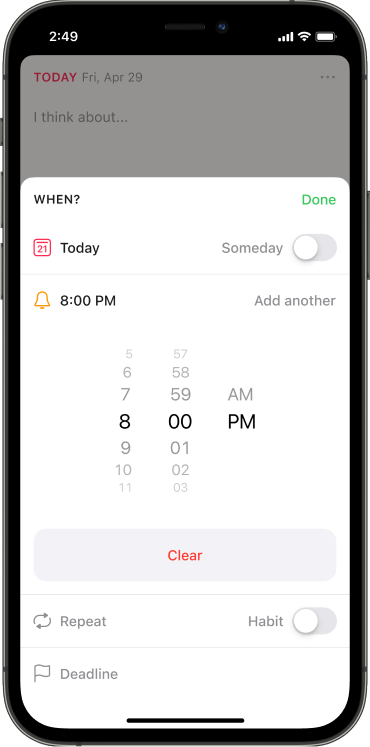 2:49
TODAY Fri, Apr 29
I think about...
WHEN? Done
21 Today Someday
8:00 PM Add another
5 57
6 58
7 59 AM
8 00 PM
9 01
10 02
11 03
Clear
Repeat Habit
Deadline